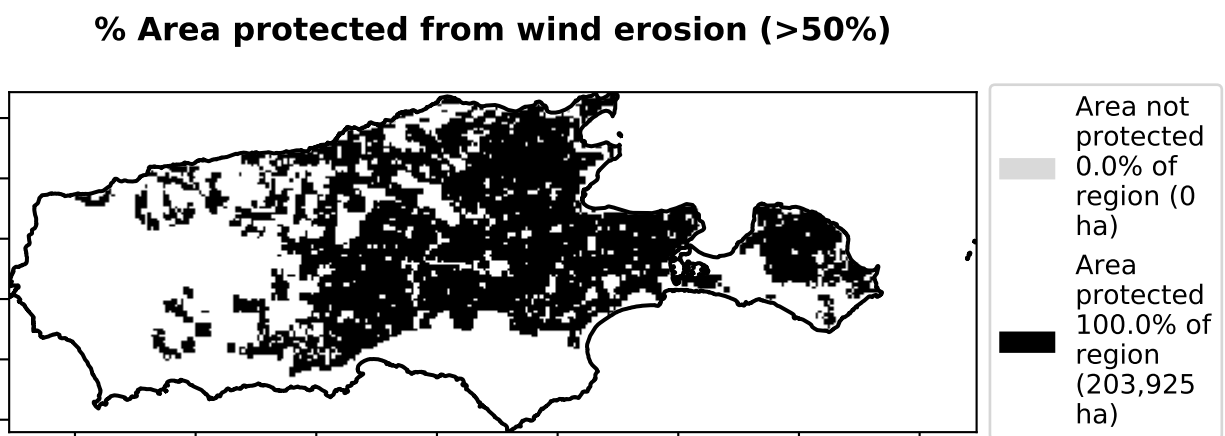 % Area protected from wind erosion (>50%)
Area not
protected
0.0% of
region (0
ha)
Area
protected
100.0% of
region
(203,925
ha)